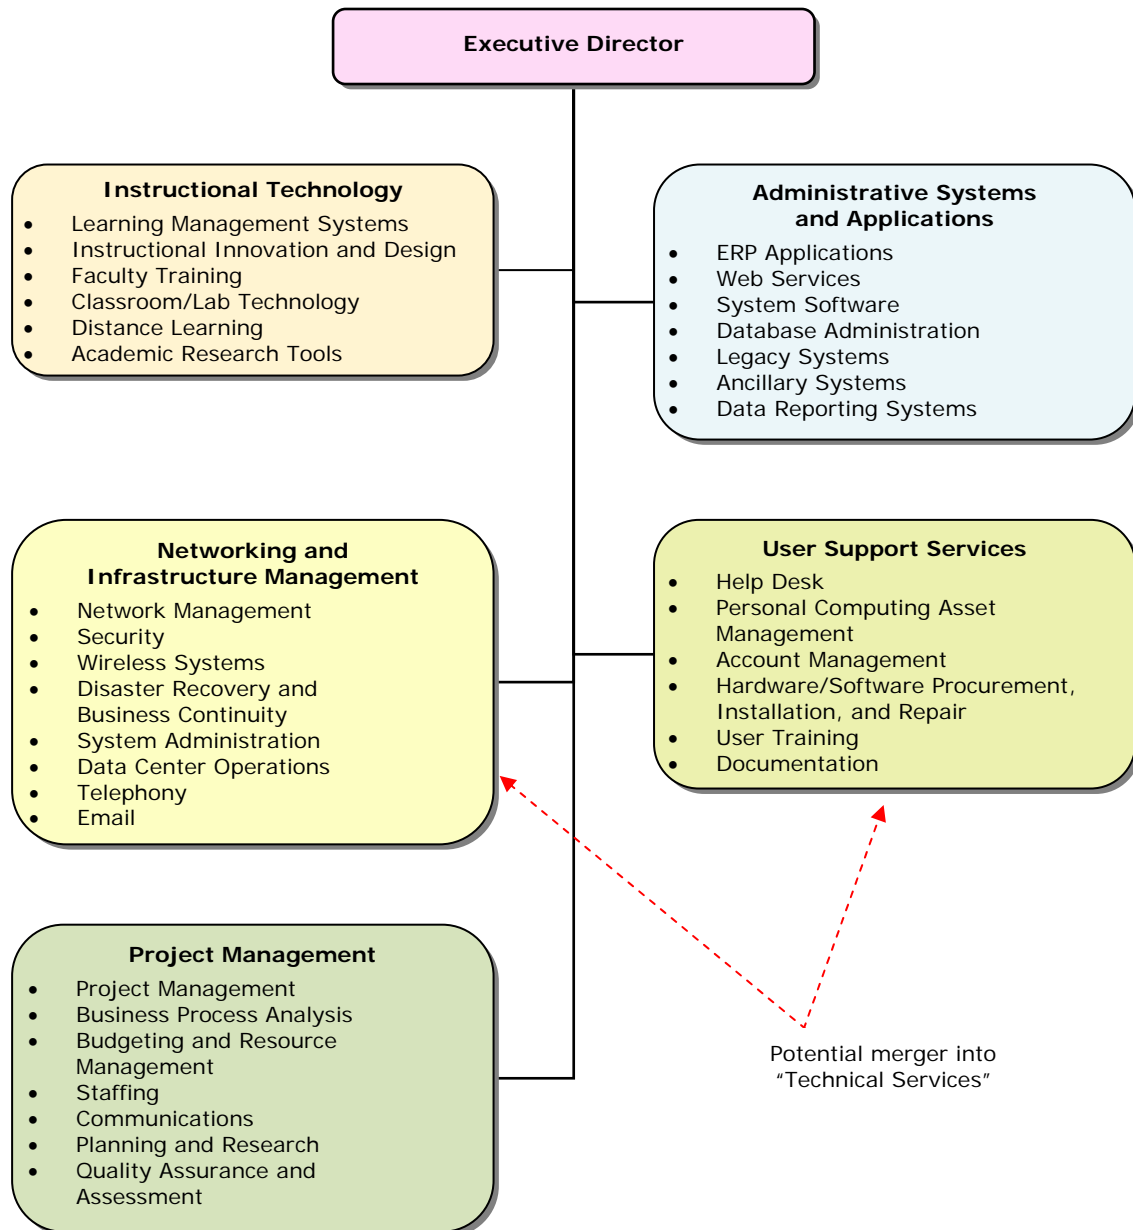 Executive Director
Instructional Technology
• Learning Management Systems
• Instructional Innovation and Design
• Faculty Training
• Classroom/Lab Technology
• Distance Learning
• Academic Research Tools
Administrative Systems
and Applications
• ERP Applications
• Web Services
• System Software
• Database Administration
• Legacy Systems
• Ancillary Systems
• Data Reporting Systems
Networking and
Infrastructure Management
• Network Management
• Security
• Wireless Systems
• Disaster Recovery and
Business Continuity
• System Administration
• Data Center Operations
• Telephony
• Email
User Support Services
• Help Desk
• Personal Computing Asset
Management
• Account Management
• Hardware/Software Procurement,
Installation, and Repair
• User Training
• Documentation
Project Management
• Project Management
• Business Process Analysis
• Budgeting and Resource
Management
• Staffing
• Communications
• Planning and Research
• Quality Assurance and
Assessment
Potential merger into
“Technical Services”